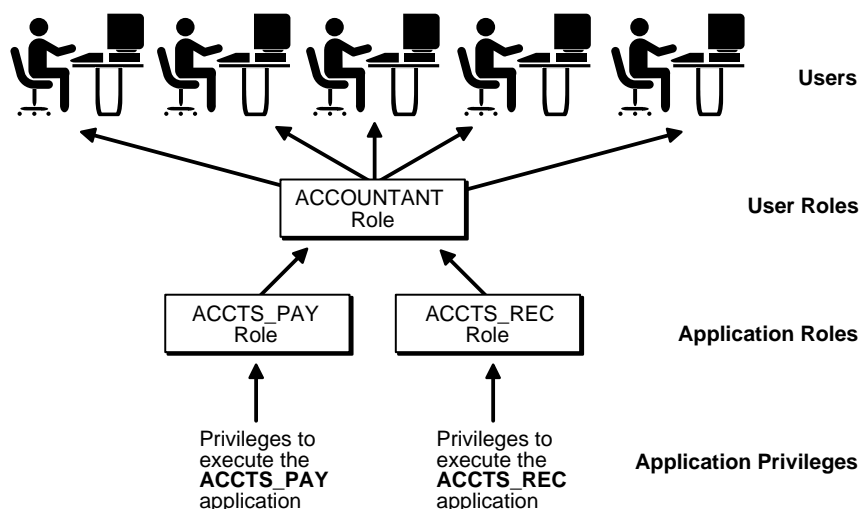 Users
ACCOUNTANT
Role
User Roles
ACCTS_PAY
Role
ACCTS_REC
Role
Application Roles
Privileges to
execute the
ACCTS_PAY
application
Privileges to
execute the
ACCTS_REC
application
Application Privileges